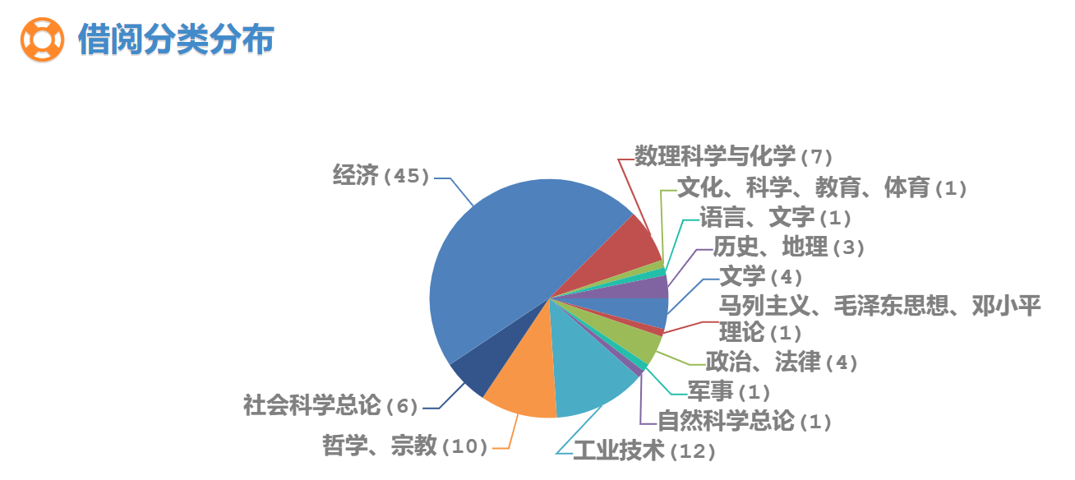 借阅分类分布
数理科学与化学(7)
经济(45)
文化、科学、教育、体育(1)
语言、文字(1)
历史、地理(3)
文学(4)
马列主义、毛泽东思想、邓小平
理论(1)
政治、法律(4)
军事(1)
社会科学总论(6)
自然科学总论(1)
哲学、宗教(10)
工业技术(12)